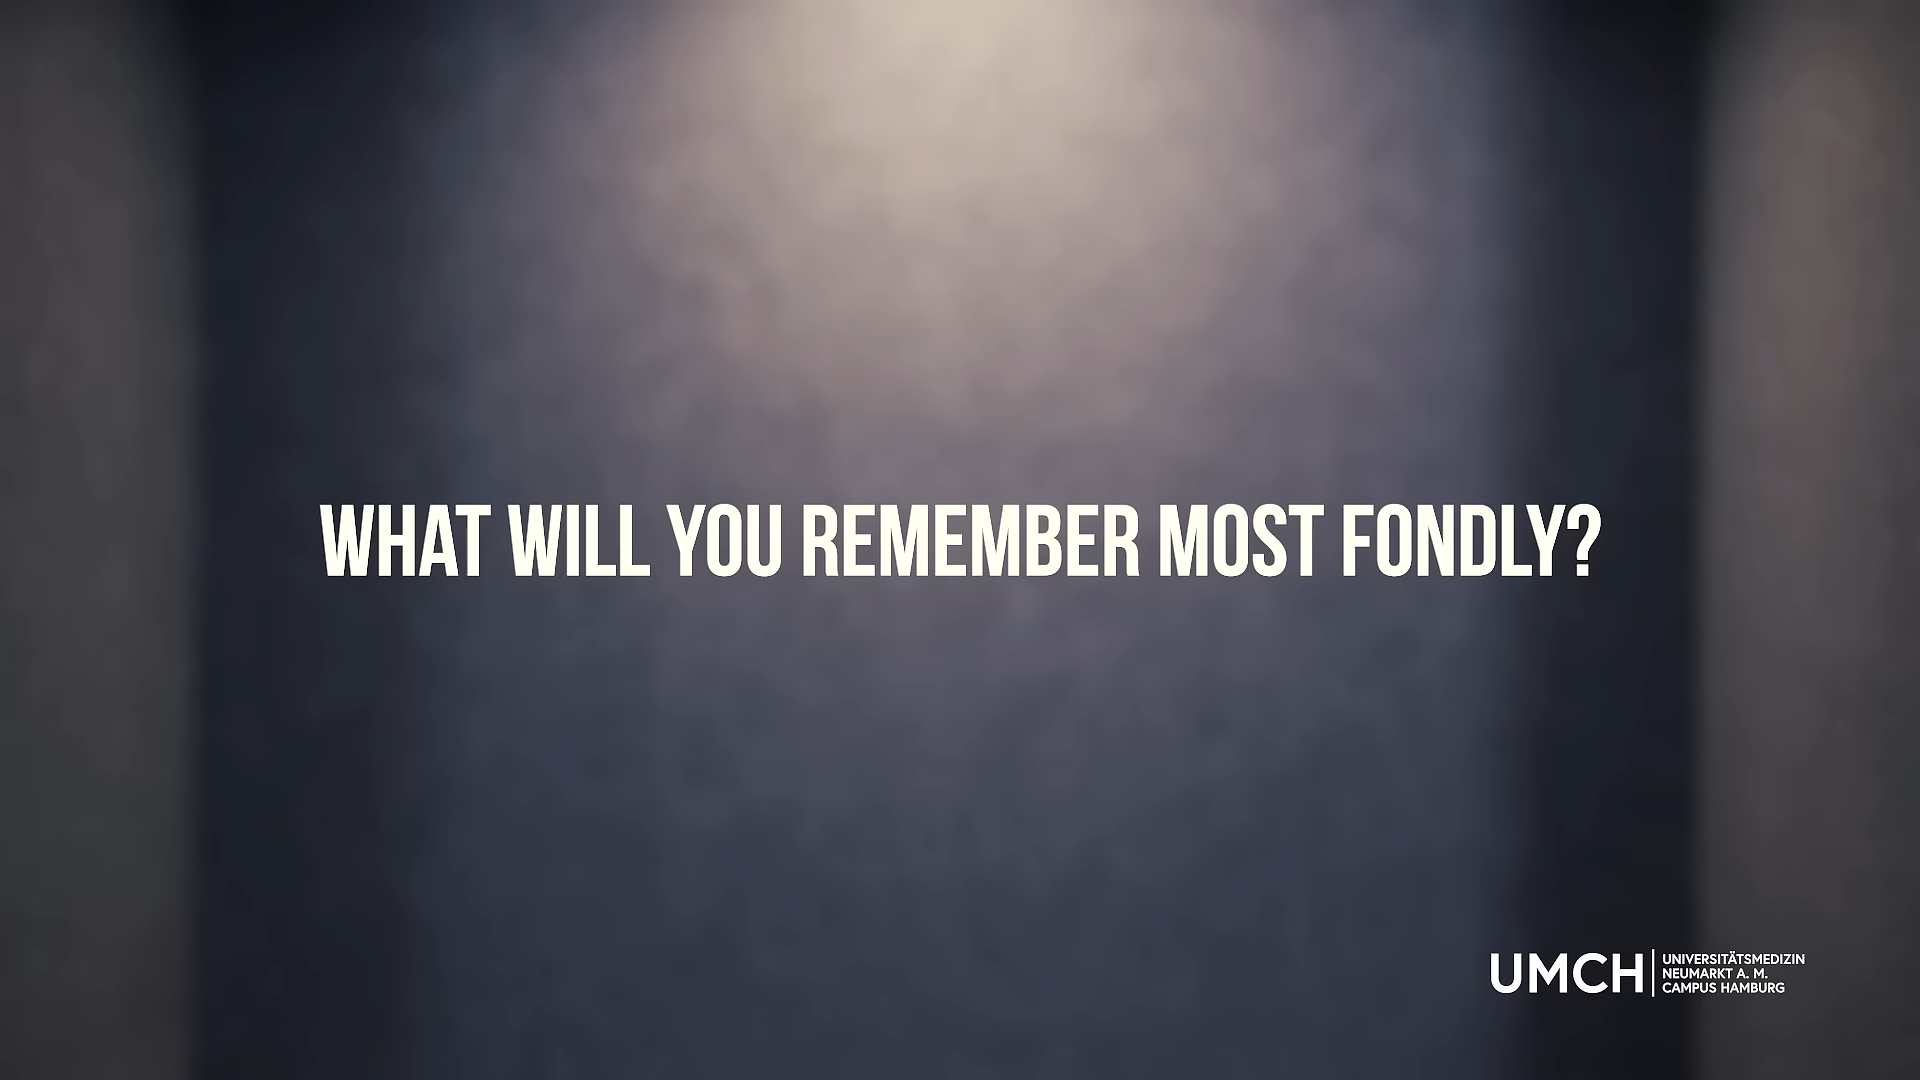 WHAT WILL YOU REMEMBER MOST FONDLY?
UMCH
UNIVERSITÄTSMEDIZIN
NEUMARKT A. M.
CAMPUS HAMBURG